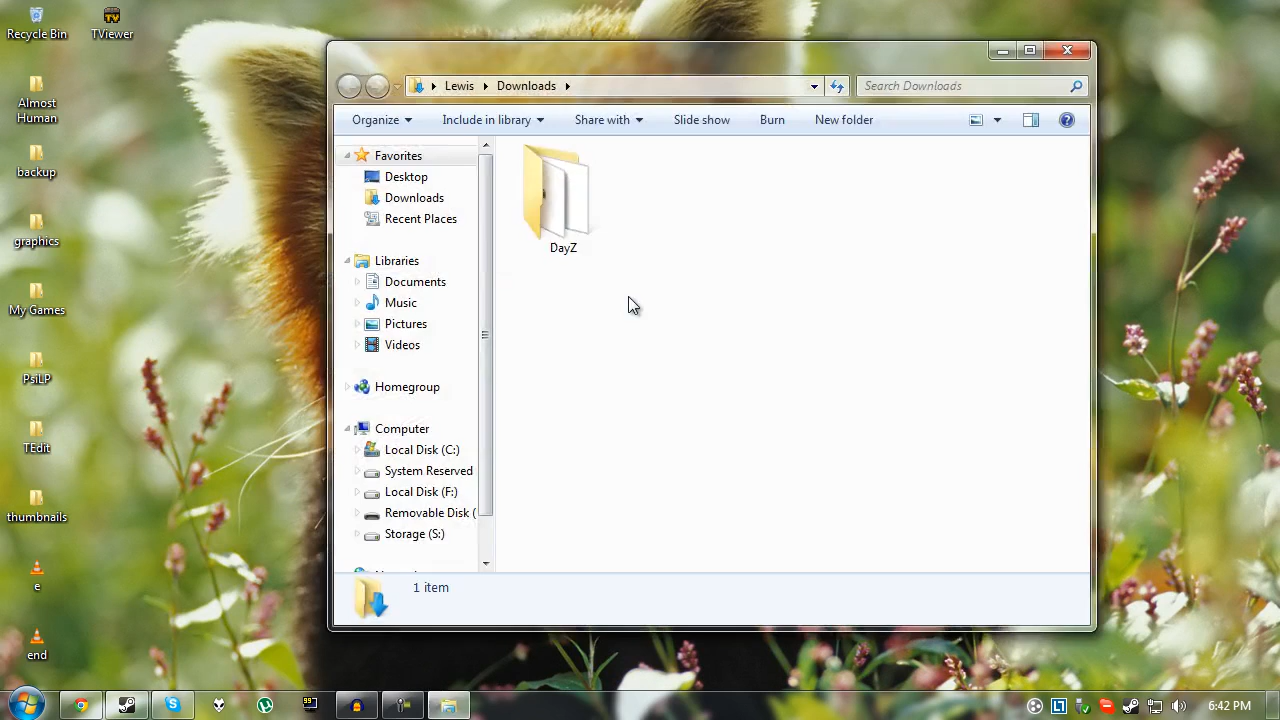 Recycle Bin
TViewer
Almost
Human
backup
graphics
My Games
PsiLP
TEdit
thumbnails
e
end
Lewis
Downloads
Search Downloads
Organize
Include in library
Share with
Slide show
Burn
New folder
Favorites
Desktop
Downloads
Recent Places
Libraries
Documents
Music
Pictures
Videos
Homegroup
Computer
Local Disk (C:)
System Reserved
Local Disk (F:)
Removable Disk (
Storage (S:)
DayZ
1 item
6:42 PM